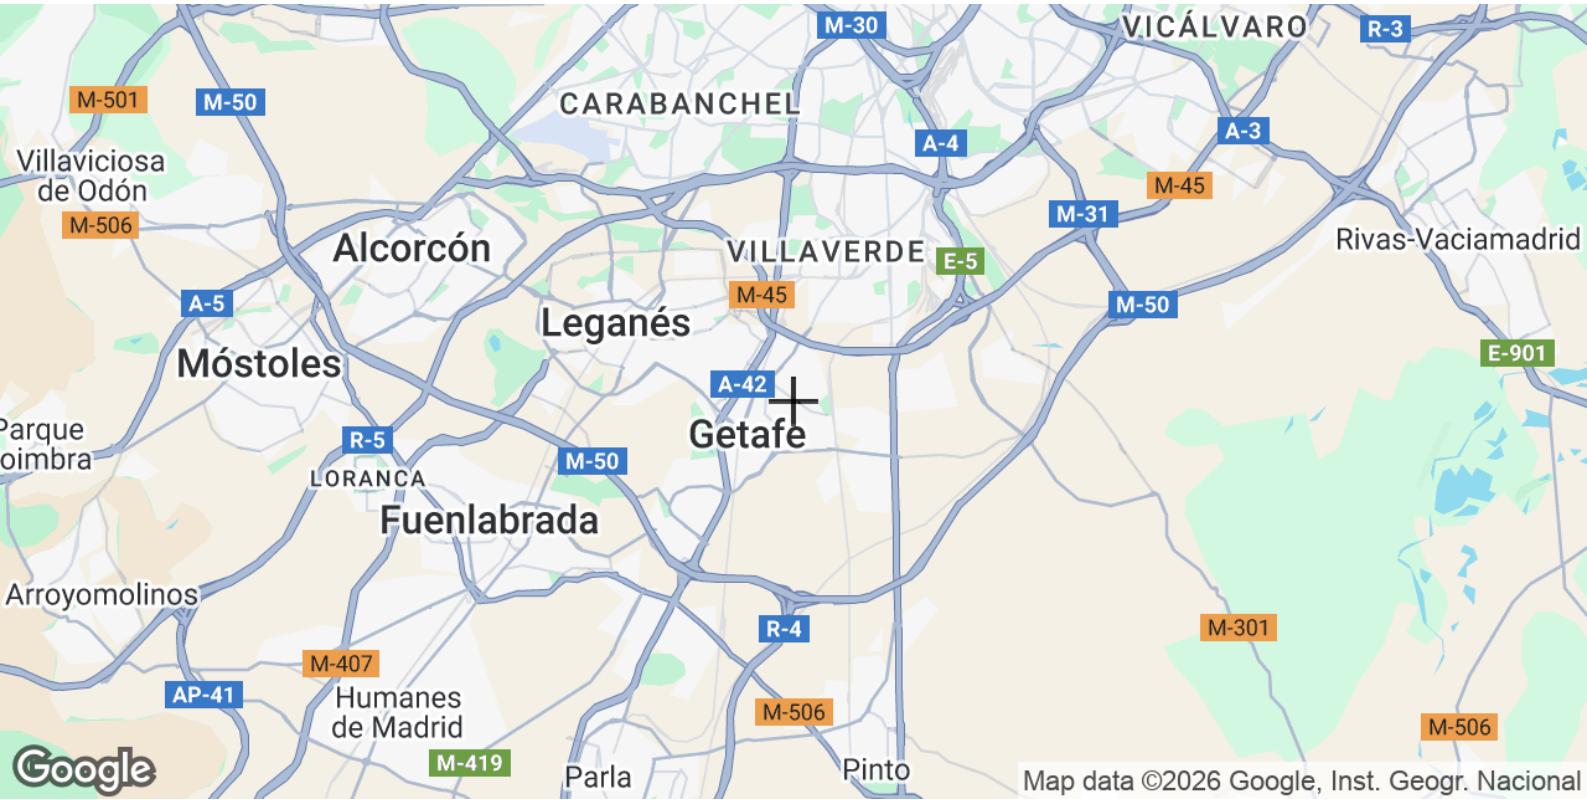 M-30
VICÁLVARO
R-3
M-501
M-50
CARABANCHEL
A-4
A-3
Villaviciosa
de Odón
M-45
M-506
M-31
Alcorcón
VILLAVERDE
E-5
Rivas-Vaciamadrid
A-5
M-45
M-50
Leganés
Móstoles
E-901
A-42
Parque
oimbra
R-5
Getafe
M-50
LORANCA
Fuenlabrada
Arroyomolinos
R-4
M-301
M-407
AP-41
Humanes
de Madrid
M-506
M-506
M-419
Parla
Pinto
Google
Map data ©2026 Google, Inst. Geogr. Nacional